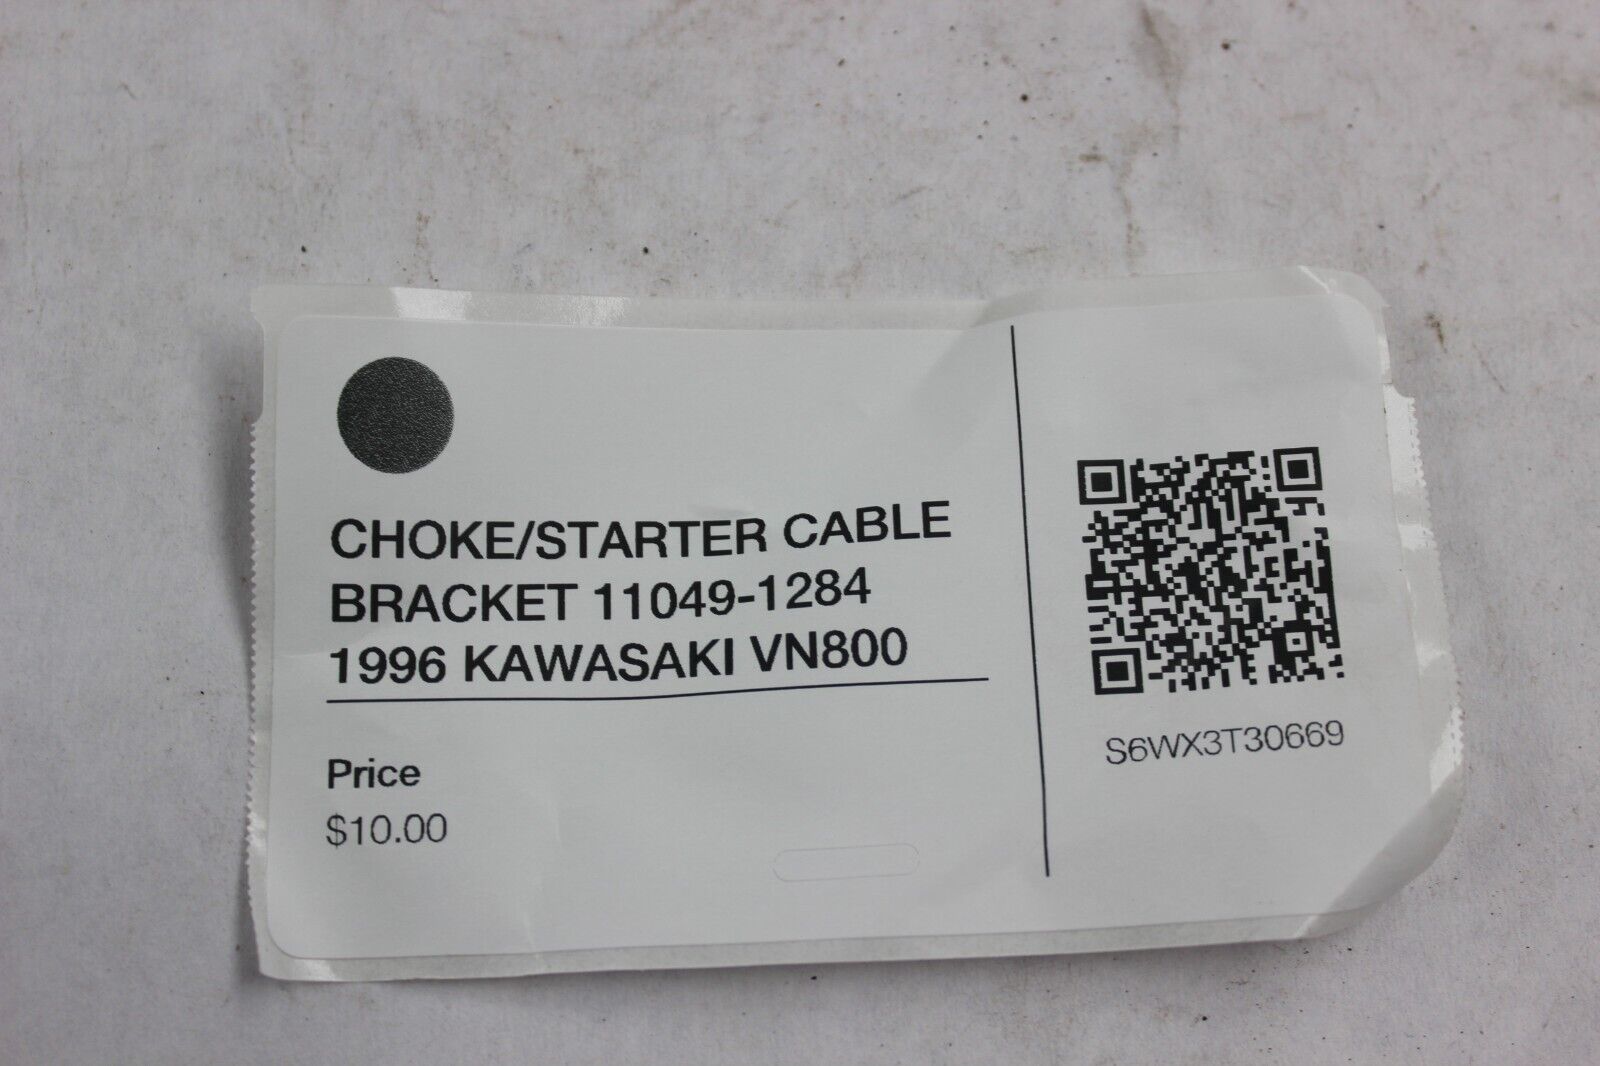 CHOKE/STARTER CABLE
BRACKET 11049-1284
1996 KAWASAKI VN800
Price
$10.00
S6WX3T30669